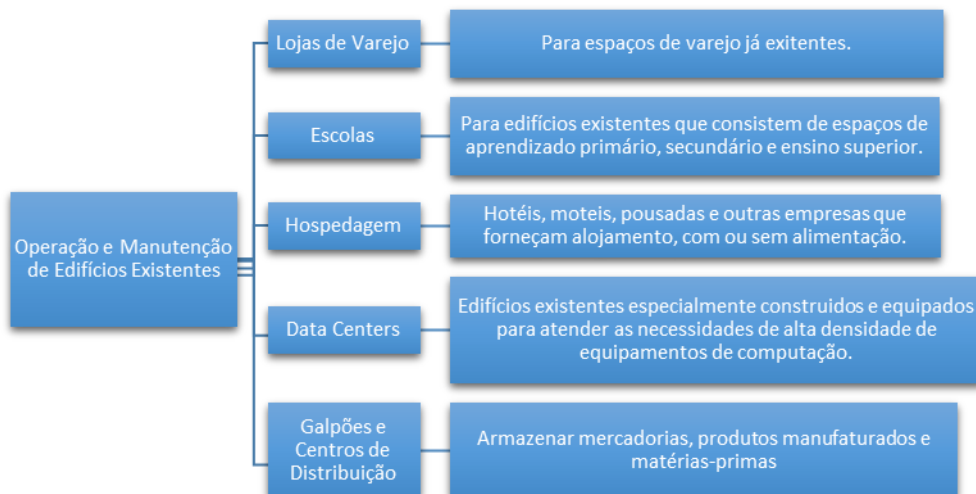 Lojas de Varejo
Para espaços de varejo já exitentes.
Escolas
Para edifícios existentes que consistem de espaços de
aprendizado primário, secundário e ensino superior.
Operação e Manutenção
de Edifícios Existentes
Hospedagem
Hotéis, moteis, pousadas e outras empresas que
forneçam alojamento, com ou sem alimentação.
Data Centers
Edifícios existentes especialmente construidos e equipados
para atender as necessidades de alta densidade de
equipamentos de computação.
Galpões e
Centros de
Distribuição
Armazenar mercadorias, produtos manufaturados e
matérias-primas